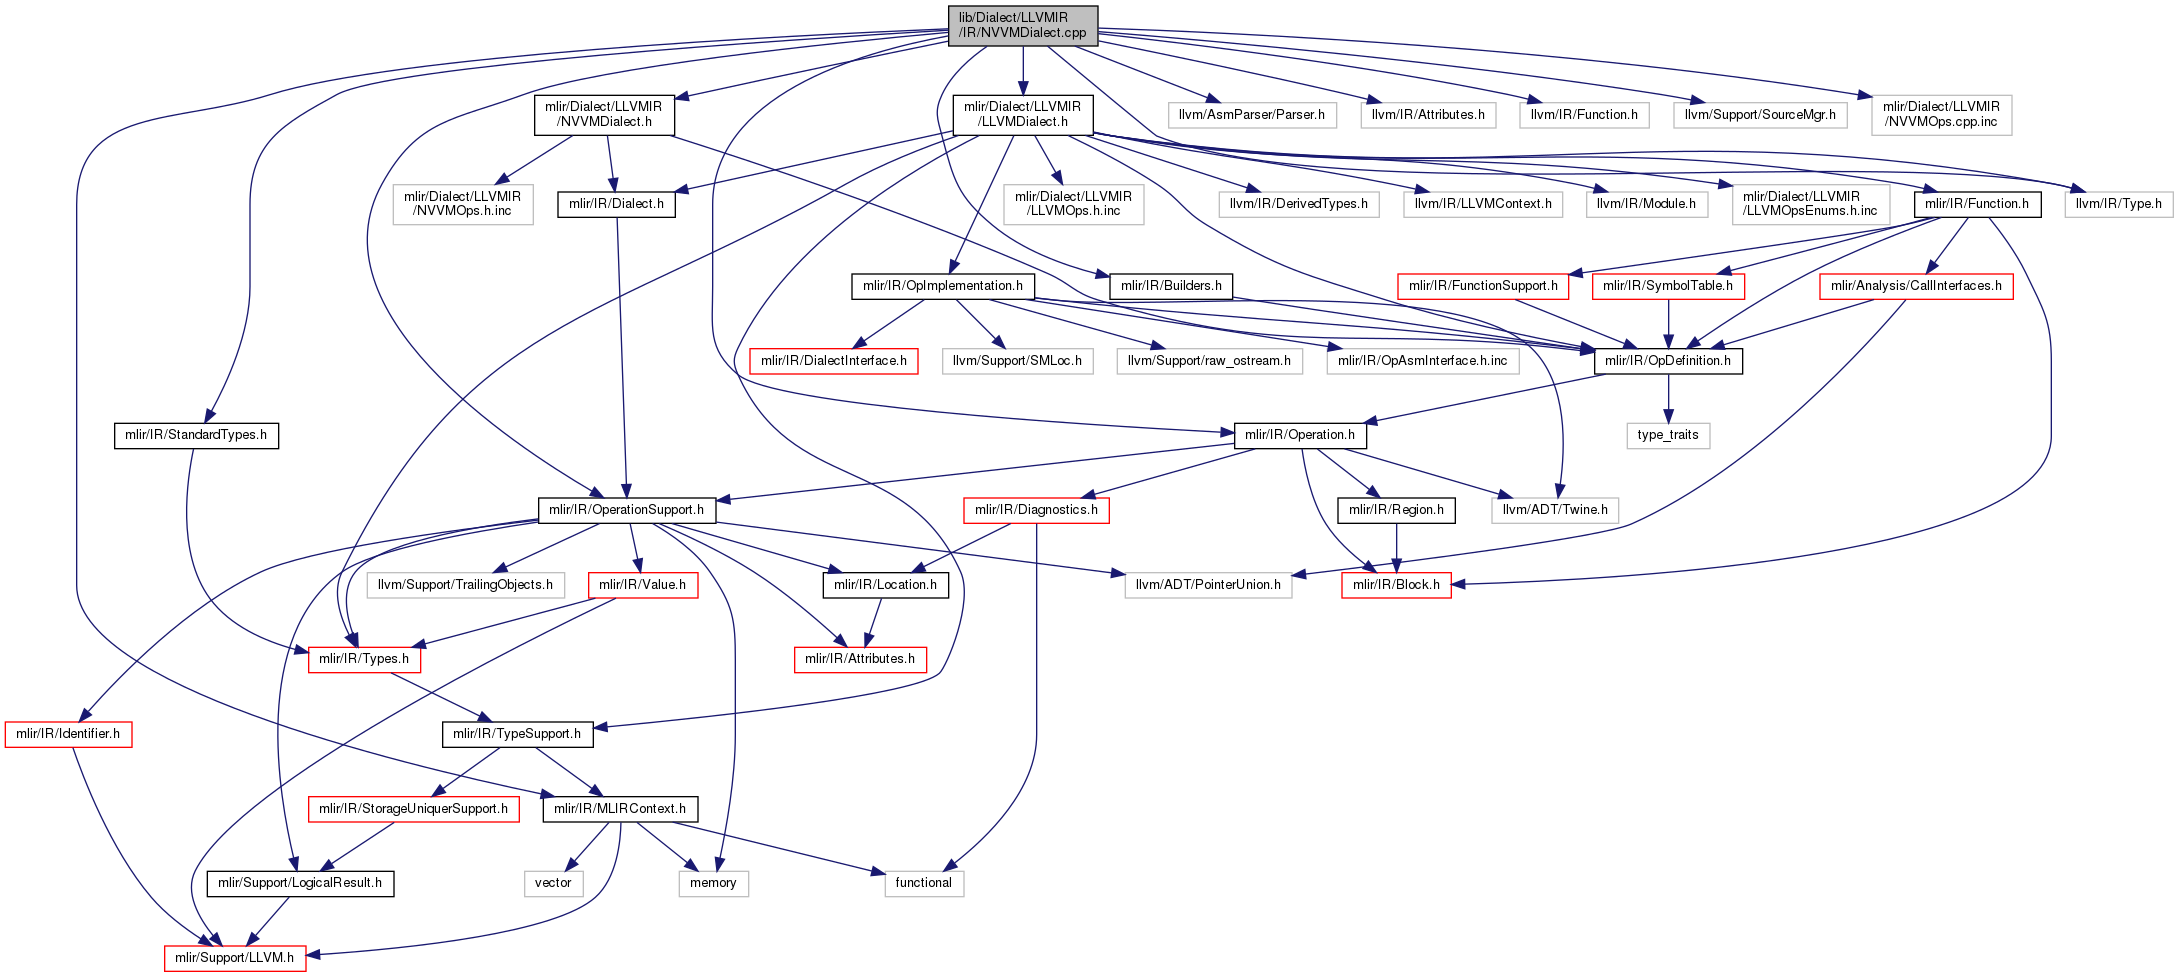 lib/Dialect/LLVMIR
/IR/NVVMDialect.cpp
mlir/Dialect/LLVMIR
/NVVMDialect.h
mlir/Dialect/LLVMIR
/LLVMDialect.h
llvm/AsmParser/Parser.h
llvm/IR/Attributes.h
llvm/IR/Function.h
llvm/Support/SourceMgr.h
mlir/Dialect/LLVMIR
/NVVMOps.cpp.inc
mlir/Dialect/LLVMIR
/NVVMOps.h.inc
mlir/IR/Dialect.h
mlir/Dialect/LLVMIR
/LLVMOps.h.inc
llvm/IR/DerivedTypes.h
llvm/IR/LLVMContext.h
llvm/IR/Module.h
mlir/Dialect/LLVMIR
/LLVMOpsEnums.h.inc
mlir/IR/Function.h
llvm/IR/Type.h
mlir/IR/OpImplementation.h
mlir/IR/Builders.h
mlir/IR/FunctionSupport.h
mlir/IR/SymbolTable.h
mlir/Analysis/CallInterfaces.h
mlir/IR/DialectInterface.h
llvm/Support/SMLoc.h
llvm/Support/raw_ostream.h
mlir/IR/OpAsmInterface.h.inc
mlir/IR/OpDefinition.h
mlir/IR/StandardTypes.h
mlir/IR/Operation.h
type_traits
mlir/IR/OperationSupport.h
mlir/IR/Diagnostics.h
mlir/IR/Region.h
llvm/ADT/Twine.h
llvm/Support/TrailingObjects.h
mlir/IR/Value.h
mlir/IR/Location.h
llvm/ADT/PointerUnion.h
mlir/IR/Block.h
mlir/IR/Types.h
mlir/IR/Attributes.h
mlir/IR/Identifier.h
mlir/IR/TypeSupport.h
mlir/IR/StorageUniquerSupport.h
mlir/IR/MLIRContext.h
mlir/Support/LogicalResult.h
vector
memory
functional
mlir/Support/LLVM.h